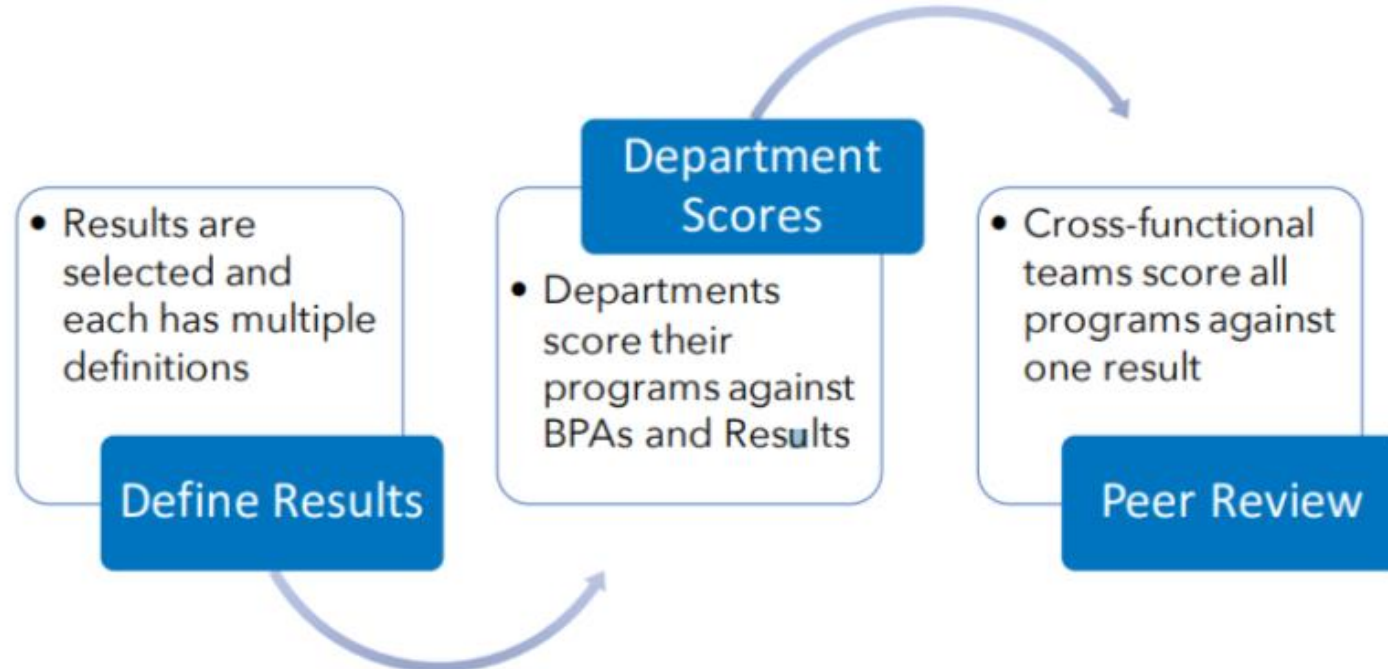 • Results are
selected and
each has multiple
definitions
Define Results
Department
Scores
• Departments
score their
programs against
BPAs and Results
• Cross-functional
teams score all
programs against
one result
Peer Review